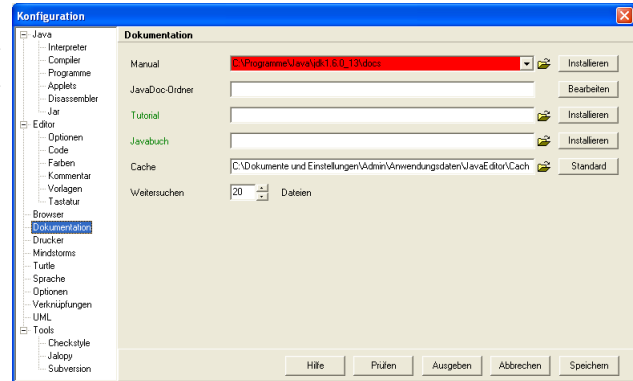 Konfiguration
Java
Interpreter
Compiler
Programme
Applets
Disassembler
Jar
Editor
Optionen
Code
Farben
Kommentar
Vorlagen
Tastatur
Browser
Dokumentation
Drucker
Mindstorms
Turtle
Sprache
Optionen
Verknüpfungen
UML
Tools
Checkstyle
Jalopy
Subversion
Dokumentation
Manual C:\Programme\Java\jdk1.6.0_13\docs Installieren
JavaDoc-Ordner Bearbeiten
Tutorial Installieren
Javabuch Installieren
Cache C:\Dokumente und Einstellungen\Admin\Anwendungsdaten\JavaEditor\Cach Standard
Weitersuchen 20 Dateien
Hilfe Prüfen Ausgeben Abbrechen Speichern